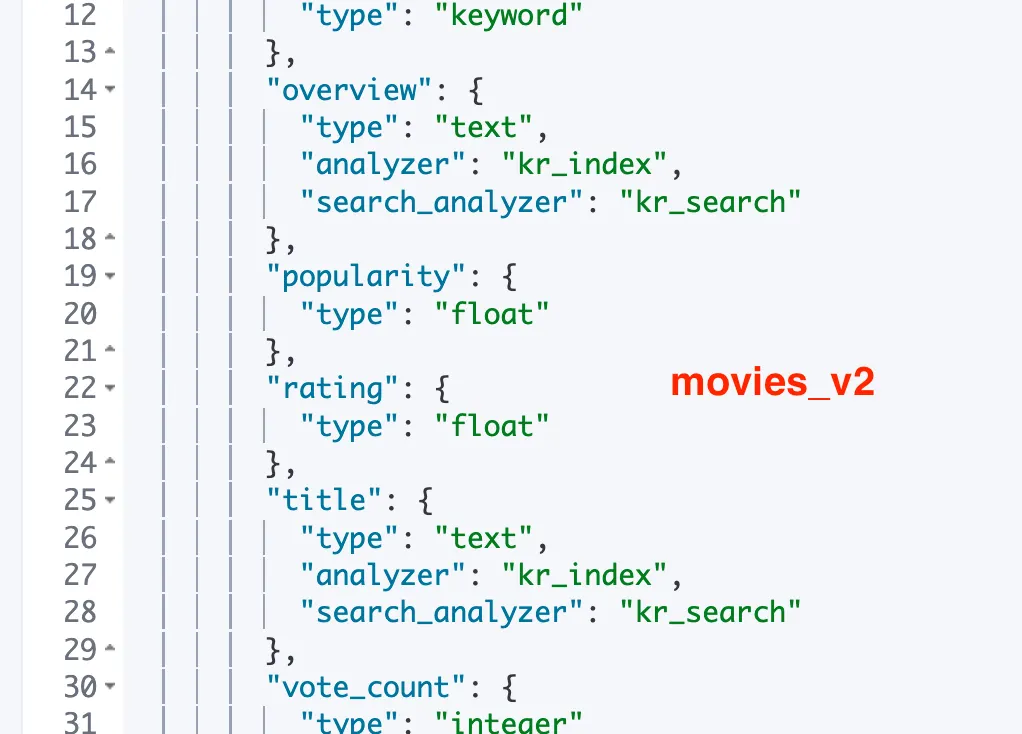 12 "type": "keyword"
13 },
14 "overview": {
15 "type": "text",
16 "analyzer": "kr_index",
17 "search_analyzer": "kr_search"
18 },
19 "popularity": {
20 "type": "float"
21 },
22 "rating": {
movies_v2
23 "type": "float"
24 },
25 "title": {
26 "type": "text",
27 "analyzer": "kr_index",
28 "search_analyzer": "kr_search"
29 },
30 "vote_count": {
31 "type": "integer"